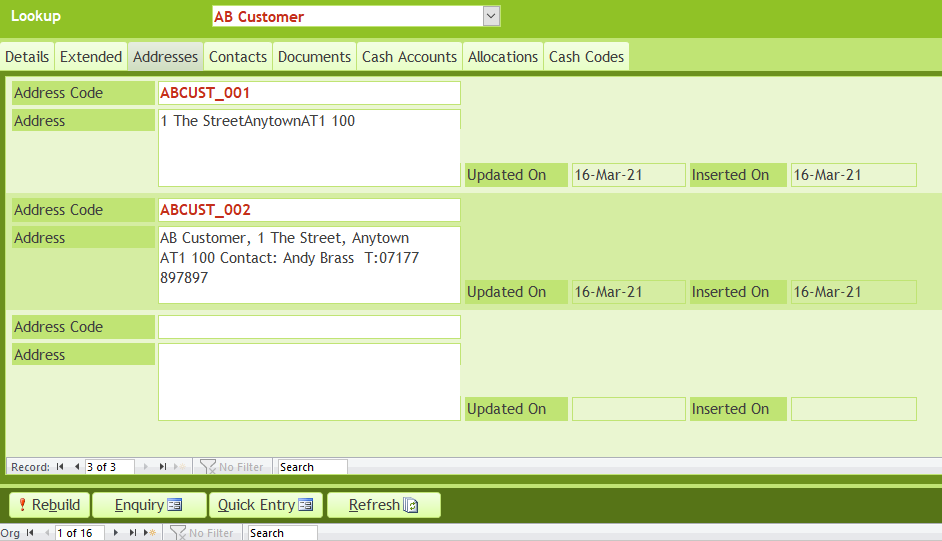 Lookup AB Customer
Details Extended Addresses Contacts Documents Cash Accounts Allocations Cash Codes
Address Code ABCUST_001
Address 1 The StreetAnytownAT1 100
Updated On 16-Mar-21 Inserted On 16-Mar-21
Address Code ABCUST_002
Address AB Customer, 1 The Street, Anytown
AT1 100 Contact: Andy Brass  T:07177
897897
Updated On 16-Mar-21 Inserted On 16-Mar-21
Address Code
Address
Updated On Inserted On
Record: 3 of 3 No Filter Search
Rebuild Enquiry Quick Entry Refresh
Org 1 of 16 No Filter Search